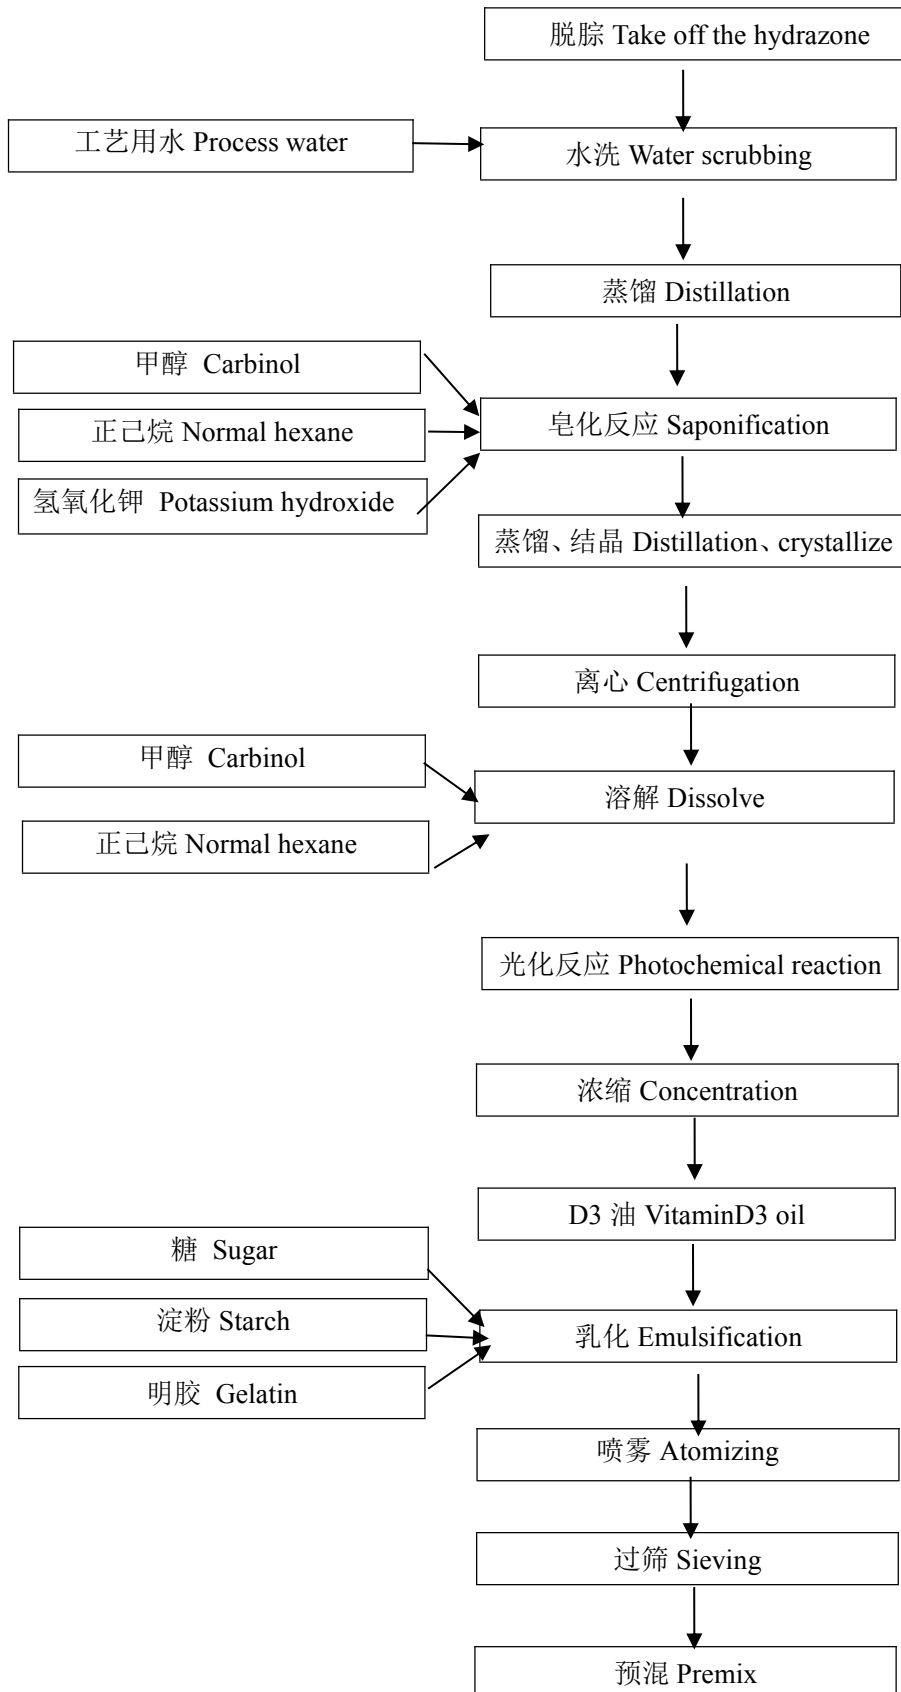 脱腙 Take off the hydrazone
工艺用水 Process water
水洗 Water scrubbing
蒸馏 Distillation
甲醇 Carbinol
正己烷 Normal hexane
皂化反应 Saponification
氢氧化钾 Potassium hydroxide
蒸馏、结晶 Distillation、crystallize
离心 Centrifugation
甲醇 Carbinol
溶解 Dissolve
正己烷 Normal hexane
光化反应 Photochemical reaction
浓缩 Concentration
D3 油 VitaminD3 oil
糖 Sugar
淀粉 Starch
乳化 Emulsification
明胶 Gelatin
喷雾 Atomizing
过筛 Sieving
预混 Premix